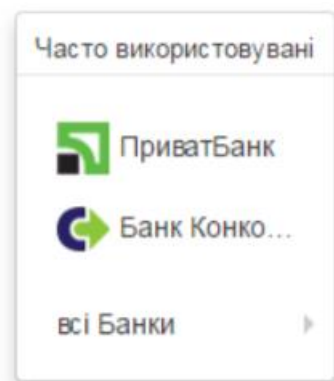 Часто використовувані
ПриватБанк
Банк Конко...
всі Банки